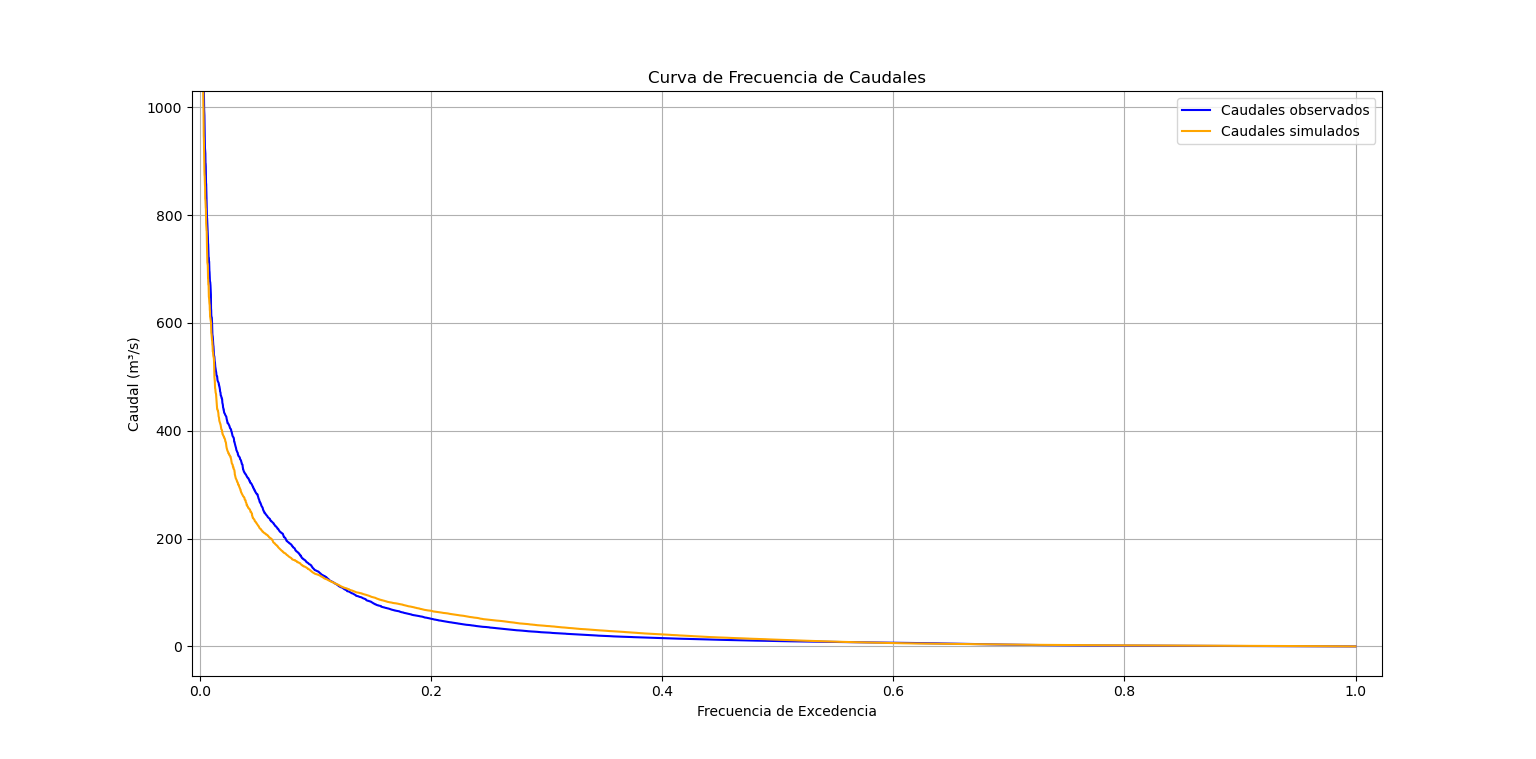 Curva de Frecuencia de Caudales
Caudales observados
Caudales simulados
1000
800
600
400
200
0
Caudal (m³/s)
0.0 0.2 0.4 0.6 0.8 1.0
Frecuencia de Excedencia